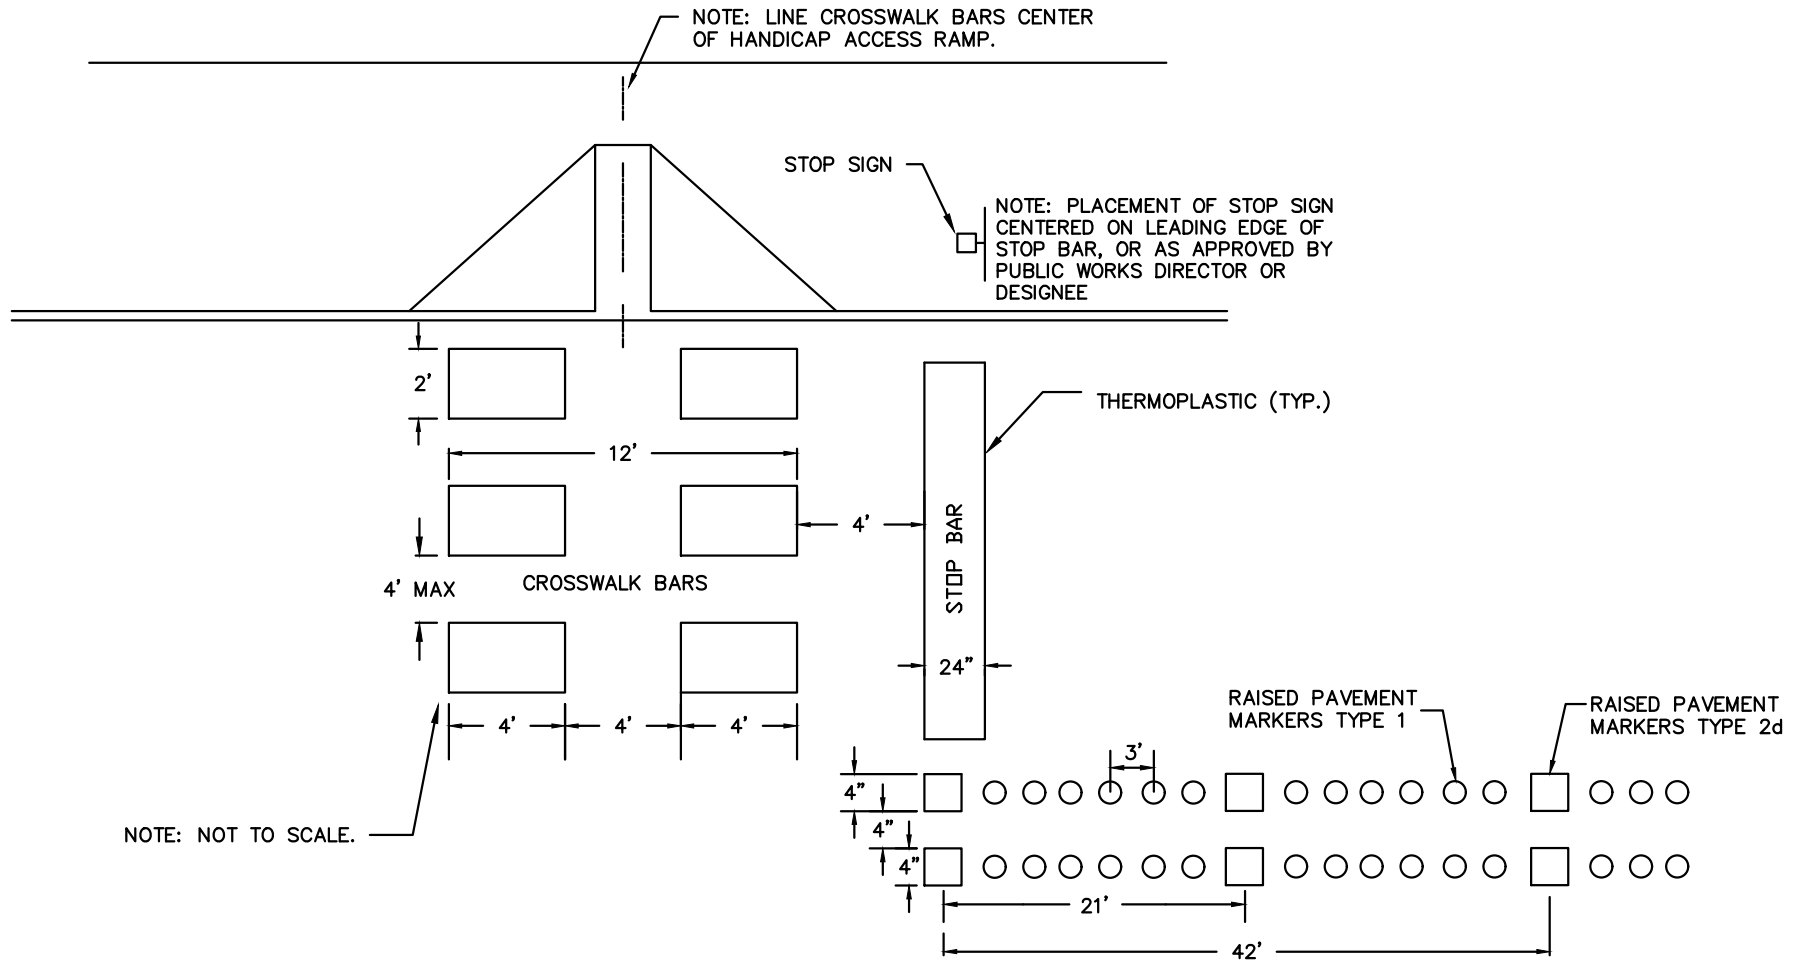 NOTE: LINE CROSSWALK BARS CENTER
OF HANDICAP ACCESS RAMP.
STOP SIGN
NOTE: PLACEMENT OF STOP SIGN
CENTERED ON LEADING EDGE OF
STOP BAR, OR AS APPROVED BY
PUBLIC WORKS DIRECTOR OR
DESIGNEE
2'
THERMOPLASTIC (TYP.)
12'
4'
STOP BAR
4' MAX
CROSSWALK BARS
24"
4'
4'
4'
RAISED PAVEMENT
MARKERS TYPE 1
RAISED PAVEMENT
MARKERS TYPE 2d
3'
4"
4"
4"
NOTE: NOT TO SCALE.
21'
42'